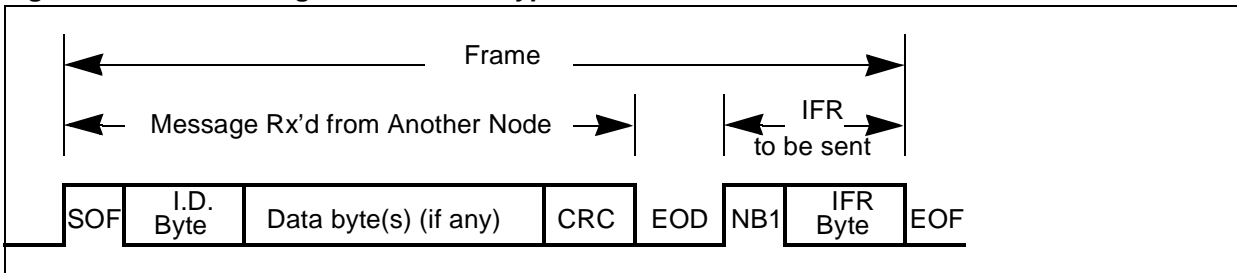 Frame
Message Rx'd from Another Node
IFR
to be sent
SOF
I.D.
Byte
Data byte(s) (if any)
CRC
EOD
NB1
IFR
Byte
EOF